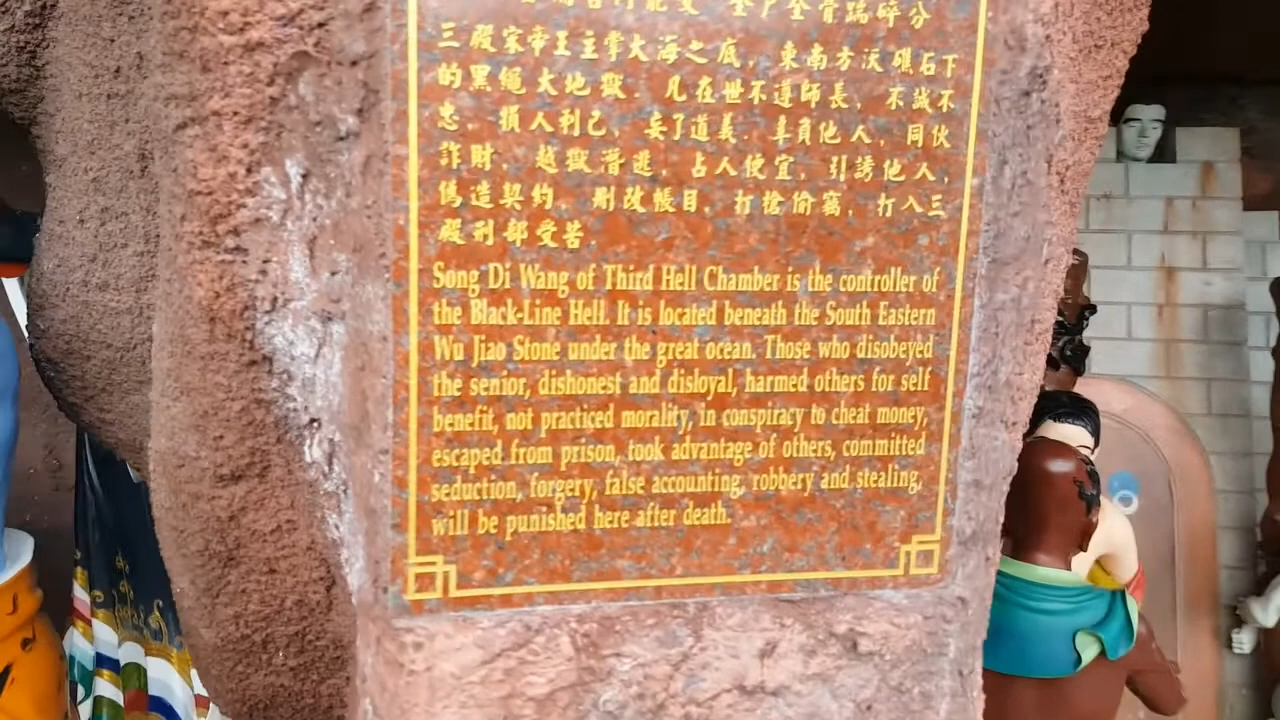 三殿宋帝王主掌大海之底，東南方沃礁石下
的黑繩大地獄．凡在世不遵師長，不誠不
忠，損人利己，妄了道義．辜負他人，同伙
詐財，越獄潛逃，占人便宜，引誘他人，
偽造契約，刪改帳目，打槍偷竊，打入三
殿刑部受苦．
Song Di Wang of Third Hell Chamber is the controller of
the Black-Line Hell. It is located beneath the South Eastern
Wu Jiao Stone under the great ocean. Those who disobeyed
the senior, dishonest and disloyal, harmed others for self
benefit, not practiced morality, in conspiracy to cheat money,
escaped from prison, took advantage of others, committed
seduction, forgery, false accounting, robbery and stealing,
will be punished here after death.